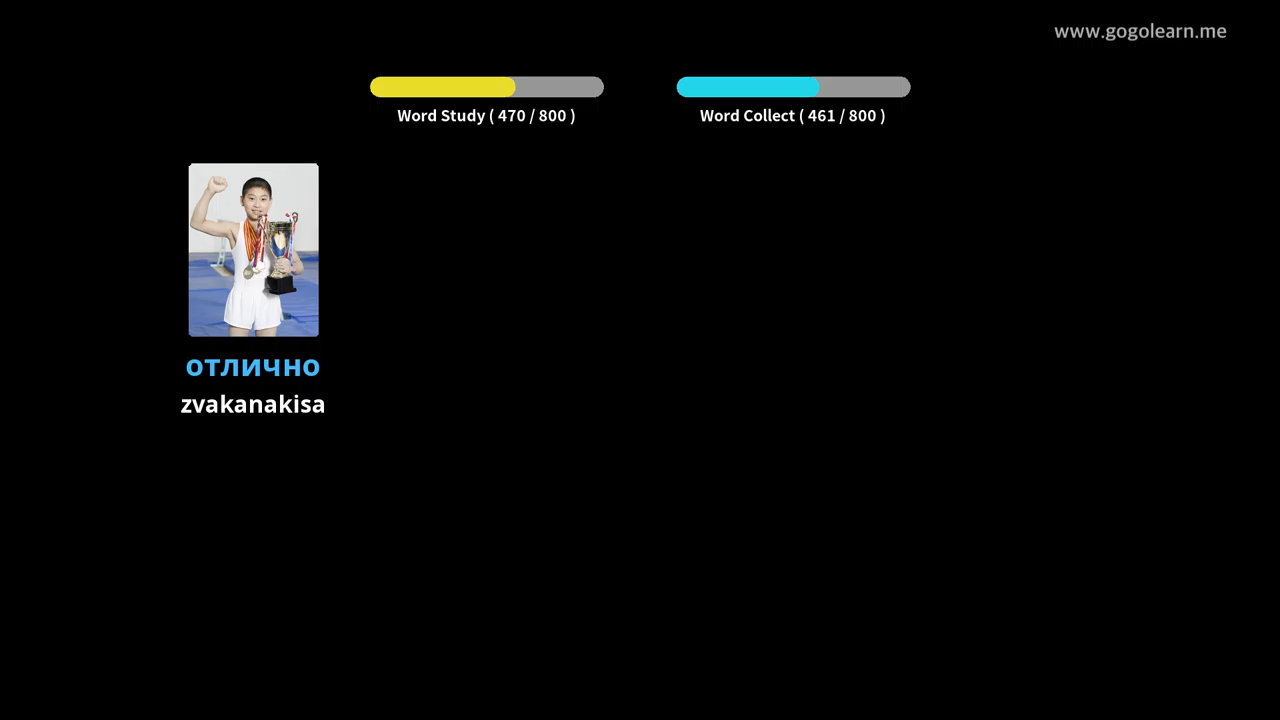 www.gogolearn.me
Word Study ( 470 / 800 )
Word Collect ( 461 / 800 )
отлично
zvakanakisa